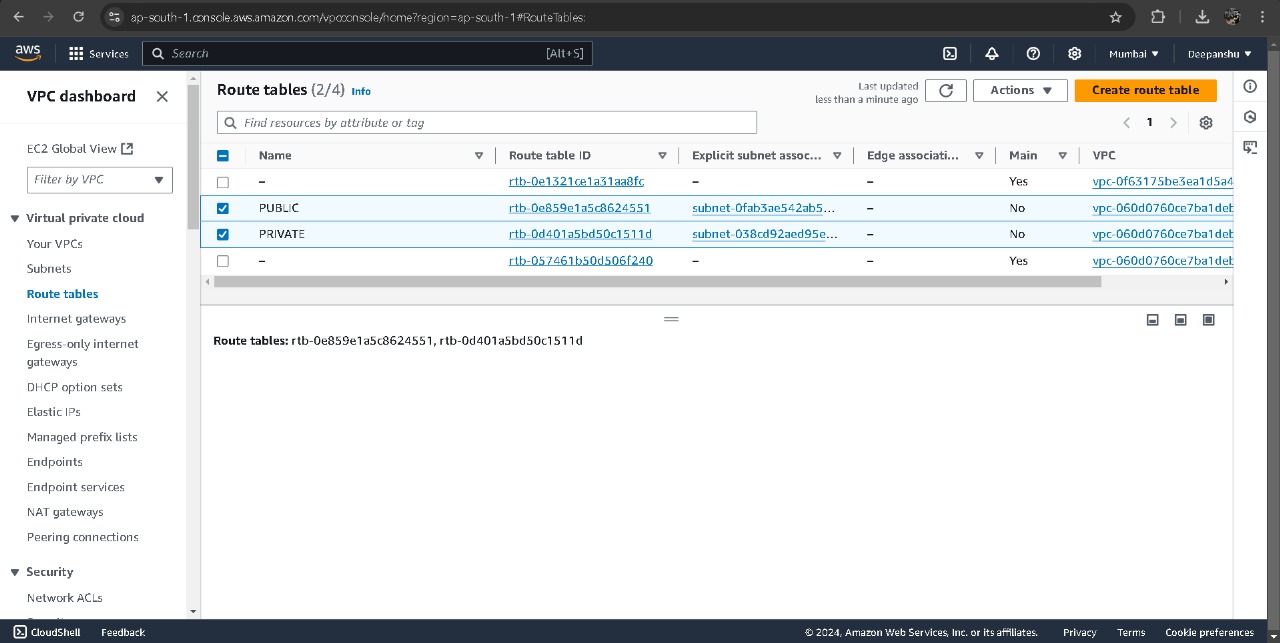 ap-south-1.console.aws.amazon.com/vpcconsole/home?region=ap-south-1#RouteTables:
aws
Services
Search
[Alt+S]
Mumbai
Deepanshu
VPC dashboard
EC2 Global View
Filter by VPC
Virtual private cloud
Your VPCs
Subnets
Route tables
Internet gateways
Egress-only internet
gateways
DHCP option sets
Elastic IPs
Managed prefix lists
Endpoints
Endpoint services
NAT gateways
Peering connections
Security
Network ACLs
Route tables (2/4) Info
Last updated
less than a minute ago
Actions
Create route table
Find resources by attribute or tag
1
Name Route table ID Explicit subnet assoc... Edge associati... Main VPC
– rtb-0e1321ce1a31aa8fc – – Yes vpc-0f63175be3ea1d5a4
PUBLIC rtb-0e859e1a5c8624551 subnet-0fab3ae542ab5... – No vpc-060d0760ce7ba1deb
PRIVATE rtb-0d401a5bd50c1511d subnet-038cd92aed95e... – No vpc-060d0760ce7ba1deb
– rtb-057461b50d506f240 – – Yes vpc-060d0760ce7ba1deb
Route tables: rtb-0e859e1a5c8624551, rtb-0d401a5bd50c1511d
CloudShell Feedback © 2024, Amazon Web Services, Inc. or its affiliates. Privacy Terms Cookie preferences